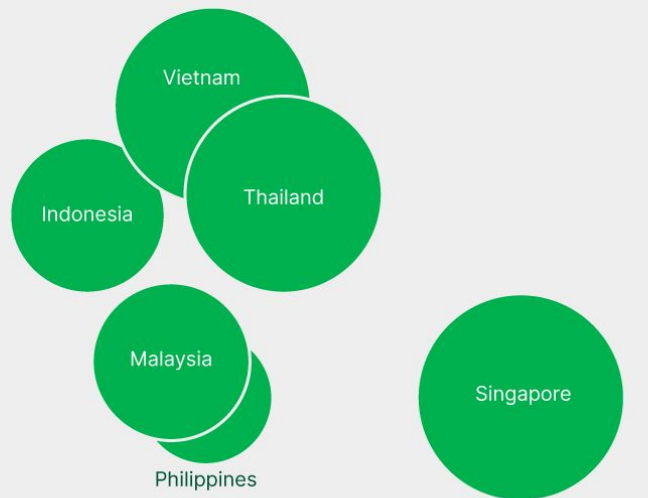 Vietnam
Thailand
Indonesia
Malaysia
Singapore
Philippines